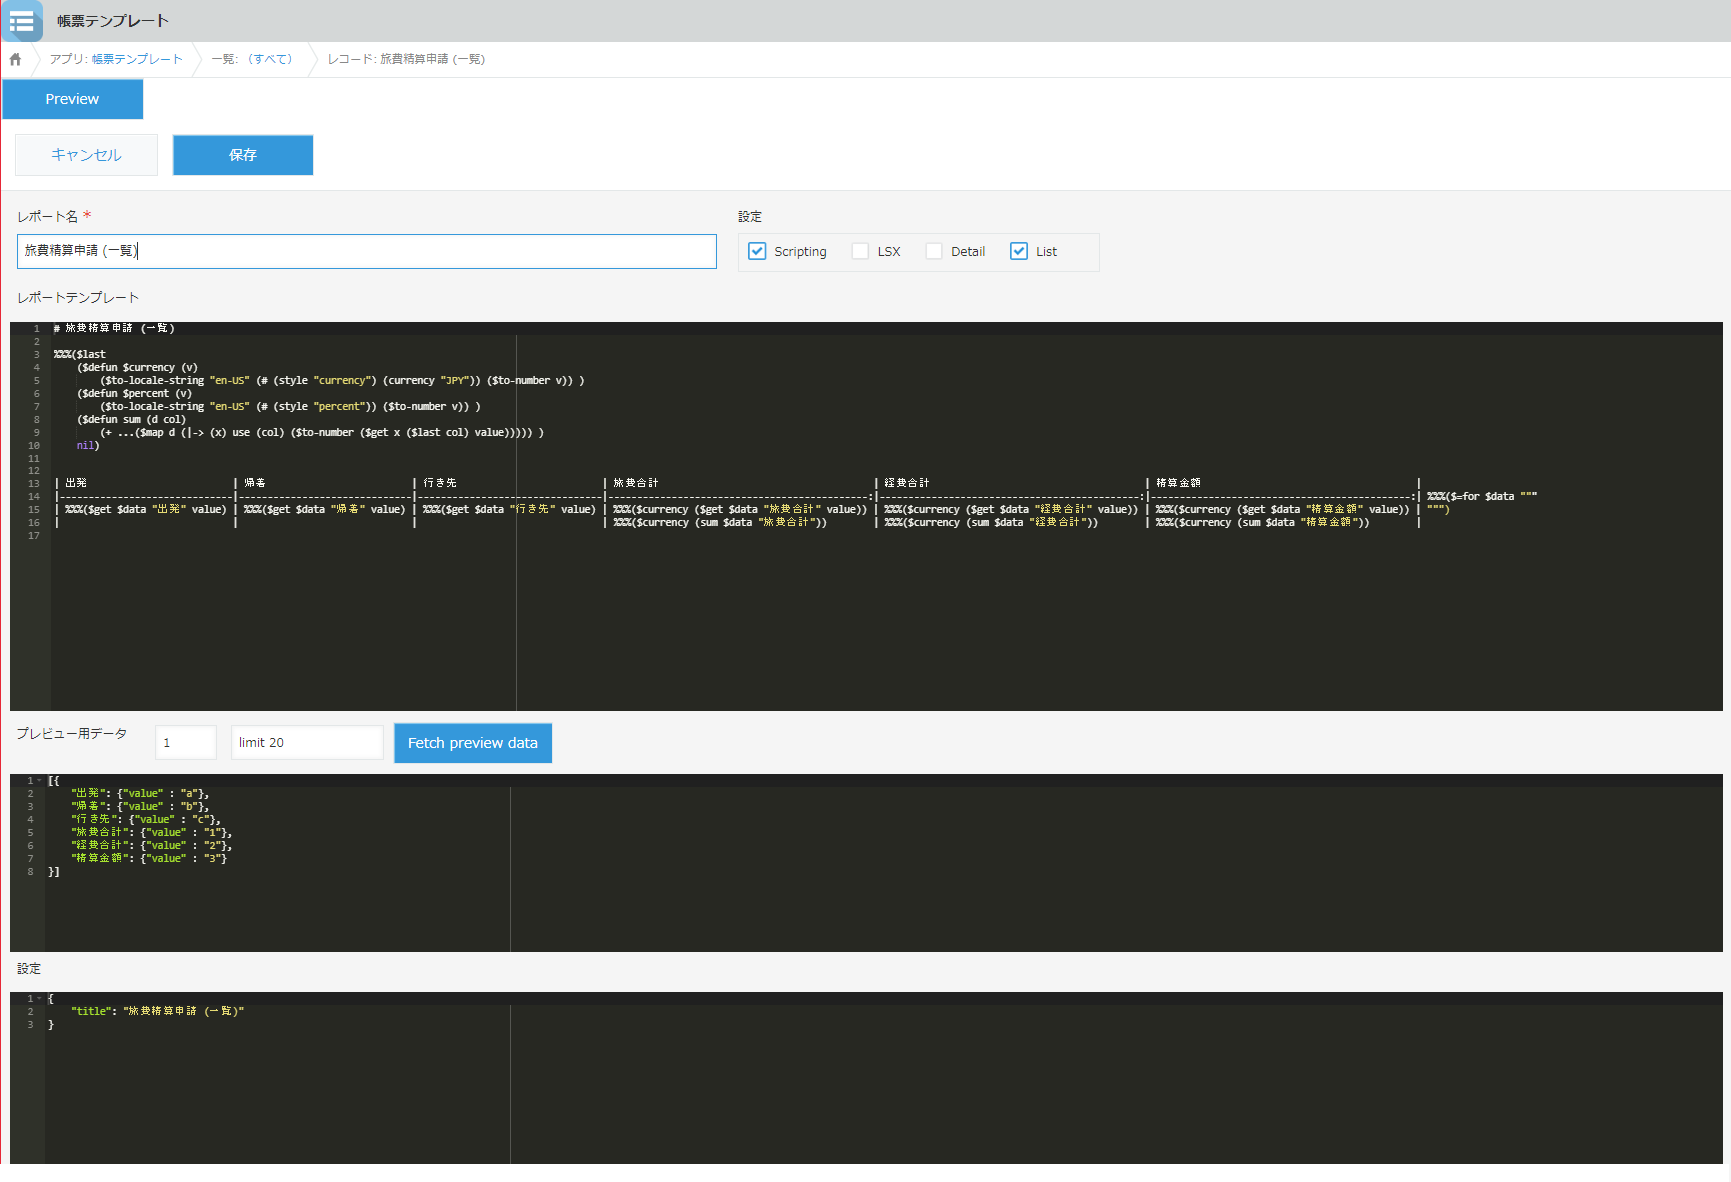 帳票テンプレート
アプリ: 帳票テンプレート 一覧: (すべて) レコード: 旅費精算申請 (一覧)
Preview
キャンセル 保存
レポート名 *
旅費精算申請 (一覧)
設定
Scripting LSX Detail List
レポートテンプレート
1 # 旅費精算申請 (一覧)
2
3 %%%($last
4 ($defun $currency (v)
5 ($to-locale-string "en-US" (# (style "currency") (currency "JPY")) ($to-number v)) )
6 ($defun $percent (v)
7 ($to-locale-string "en-US" (# (style "percent")) ($to-number v)) )
8 ($defun sum (d col)
9 (+ ...($map d (|-> (x) use (col) ($to-number ($get x ($last col) value))))) )
10 nil)
11
12
13 | 出発 | 帰着 | 行き先 | 旅費合計 | 経費合計 | 精算金額 |
14 |-----------------------------|-----------------------------|-------------------------------|--------------------------------------------:|--------------------------------------------:|--------------------------------------------:| %%%($=for $data """
15 | %%%($get $data "出発" value) | %%%($get $data "帰着" value) | %%%($get $data "行き先" value) | %%%($currency ($get $data "旅費合計" value)) | %%%($currency ($get $data "経費合計" value)) | %%%($currency ($get $data "精算金額" value)) | """)
16 | | | | %%%($currency (sum $data "旅費合計")) | %%%($currency (sum $data "経費合計")) | %%%($currency (sum $data "精算金額")) |
17
プレビュー用データ 1 limit 20 Fetch preview data
1 [{
2 "出発": {"value" : "a"},
3 "帰着": {"value" : "b"},
4 "行き先": {"value" : "c"},
5 "旅費合計": {"value" : "1"},
6 "経費合計": {"value" : "2"},
7 "精算金額": {"value" : "3"}
8 }]
設定
1 {
2 "title": "旅費精算申請 (一覧)"
3 }